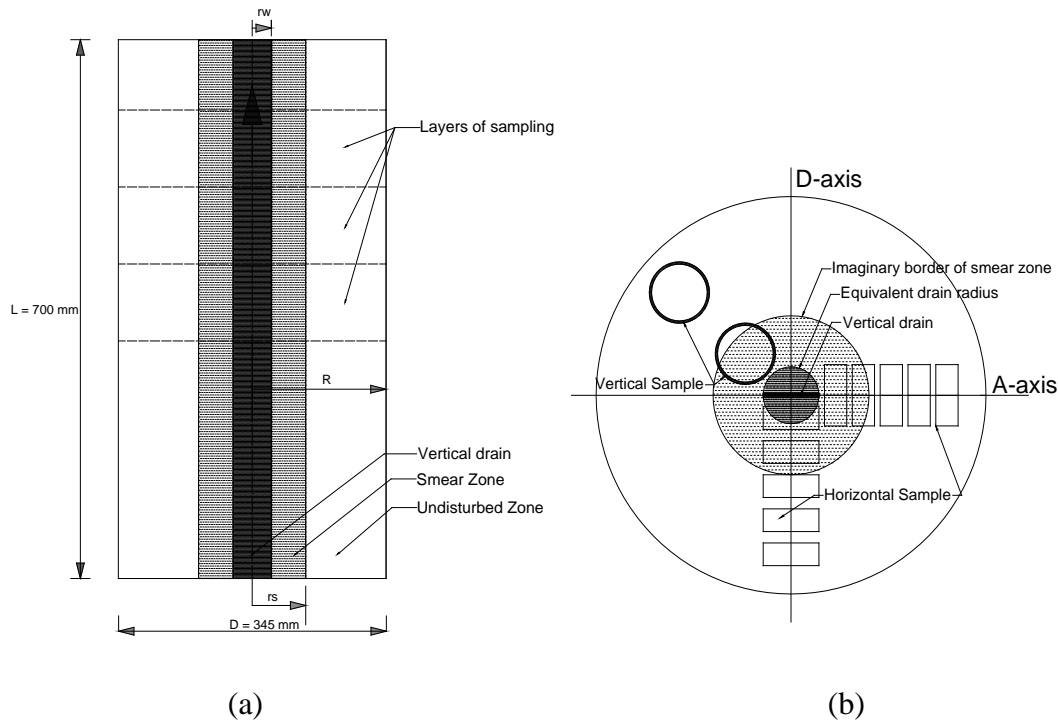 rw
Layers of sampling
L = 700 mm
R
Vertical drain
Smear Zone
Undisturbed Zone
rs
D = 345 mm
(a)
D-axis
Imaginary border of smear zone
Equivalent drain radius
Vertical drain
Vertical Sample
A-axis
Horizontal Sample
(b)